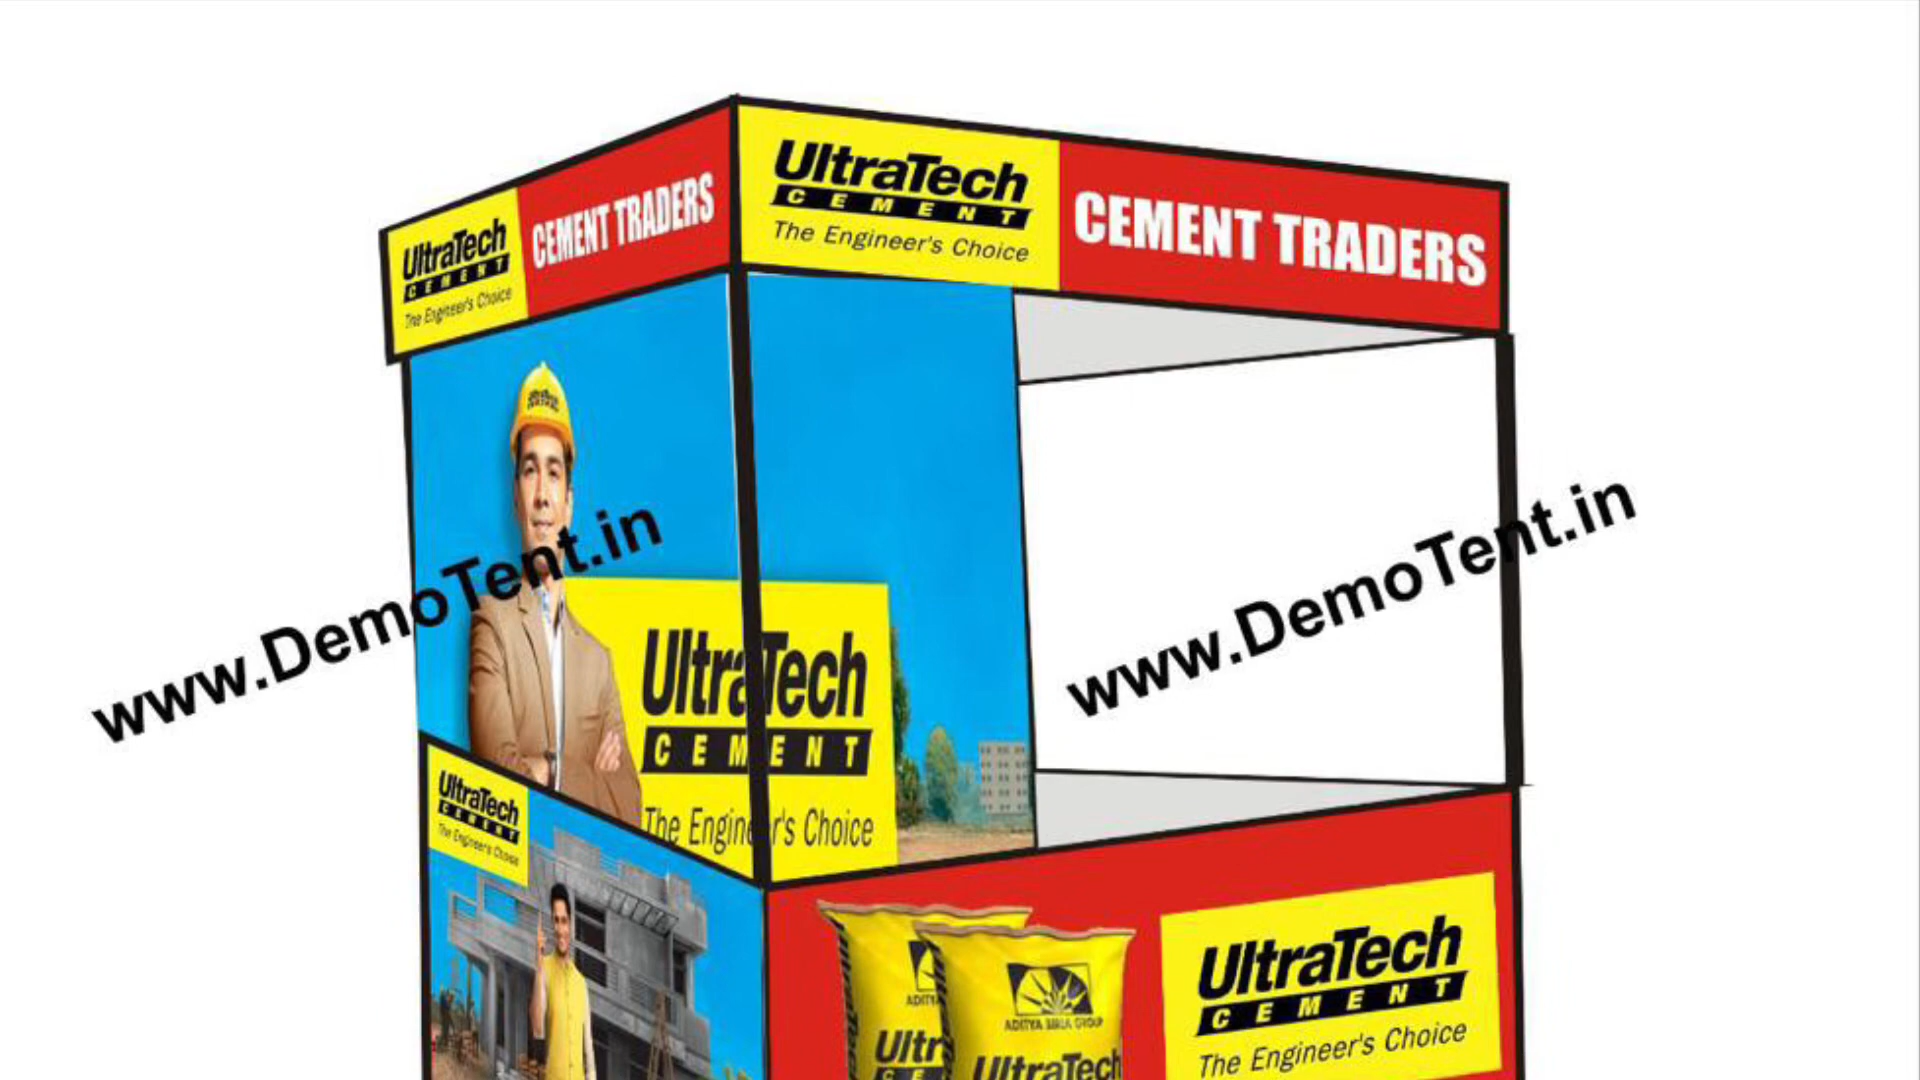 UltraTech
CEMENT
The Engineer's Choice
CEMENT TRADERS
UltraTech
CEMENT
The Engineer's Choice
CEMENT TRADERS
UltraTech
www.DemoTent.in
www.DemoTent.in
UltraTech
CEMENT
The Engineer's Choice
UltraTech
CEMENT
The Engineer's Choice
ADITYA BIRLA GROUP
UltraTech
UltraTech
CEMENT
The Engineer's Choice